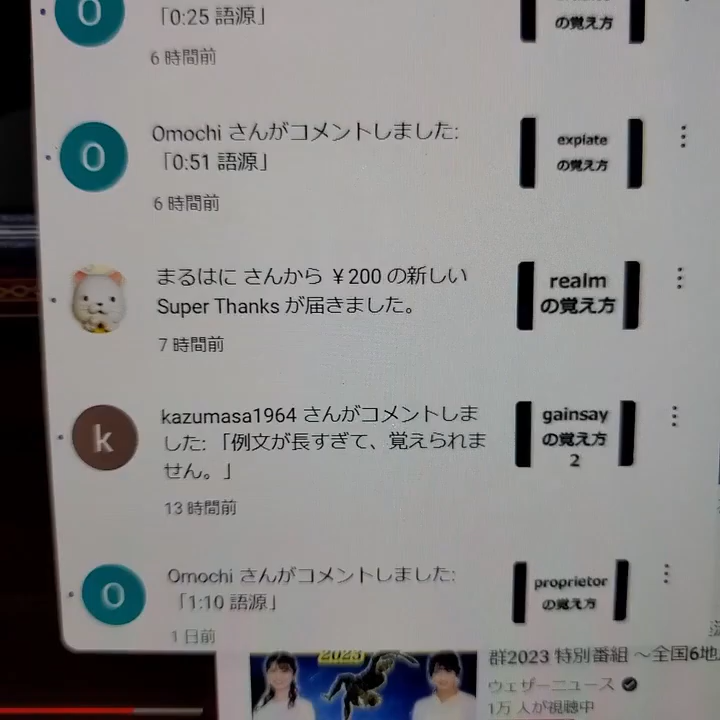 O
「0:25 語源」
の覚え方
6 時間前
O
Omochi さんがコメントしました:
「0:51 語源」
6 時間前
expiate
の覚え方
まるはに さんから ￥200 の新しい
Super Thanks が届きました。
7 時間前
realm
の覚え方
k
kazumasa1964 さんがコメントしま
した: 「例文が長すぎて、覚えられま
せん。」
13 時間前
gainsay
の覚え方
2
O
Omochi さんがコメントしました:
「1:10 語源」
1 日前
proprietor
の覚え方
2023
群2023 特別番組 〜全国6地
ウェザーニュース
1万 人が視聴中